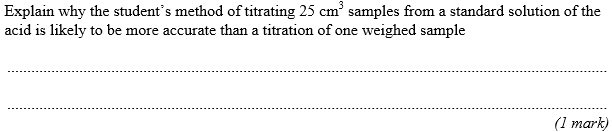 Explain why the student's method of titrating 25 cm³ samples from a standard solution of the
acid is likely to be more accurate than a titration of one weighed sample
(1 mark)